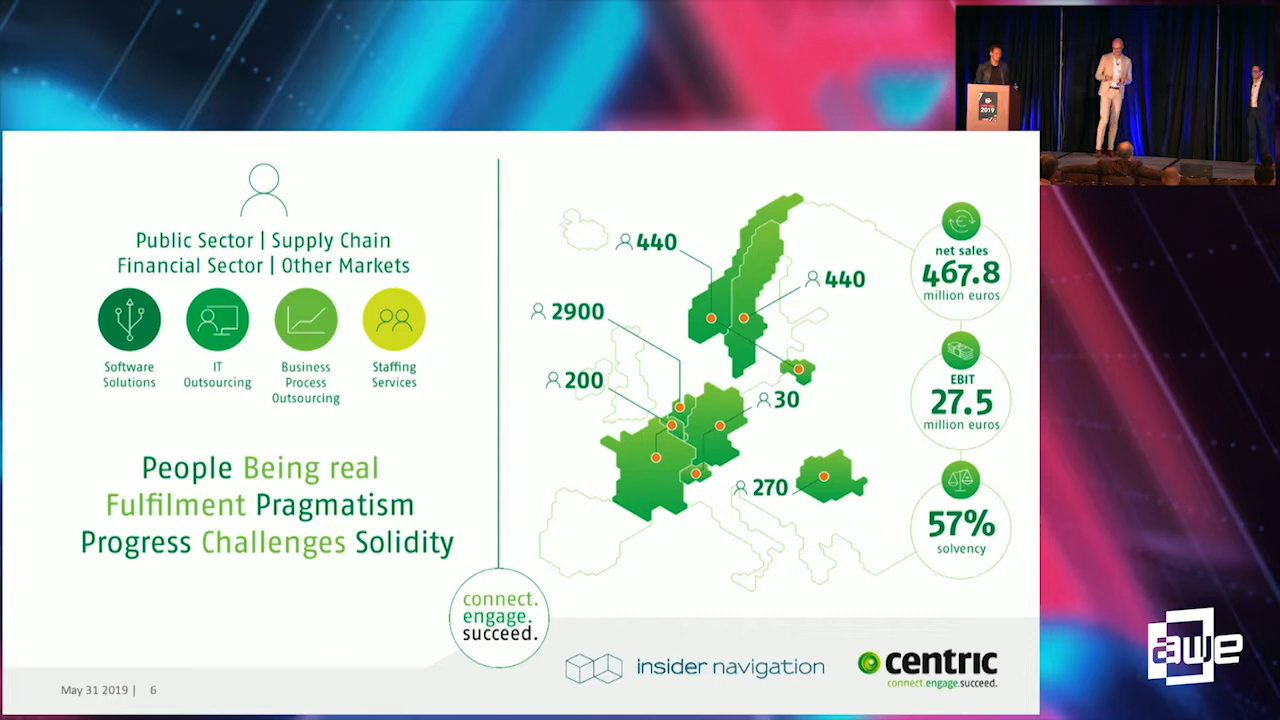 Public Sector | Supply Chain
Financial Sector | Other Markets
Software
Solutions
IT
Outsourcing
Business
Process
Outsourcing
Staffing
Services
People Being real
Fulfilment Pragmatism
Progress Challenges Solidity
440
440
2900
200
30
270
net sales
467.8
million euros
EBIT
27.5
million euros
57%
solvency
connect.
engage.
succeed.
insider navigation
centric
connect.engage.succeed.
May 31 2019 | 6
awe
2019